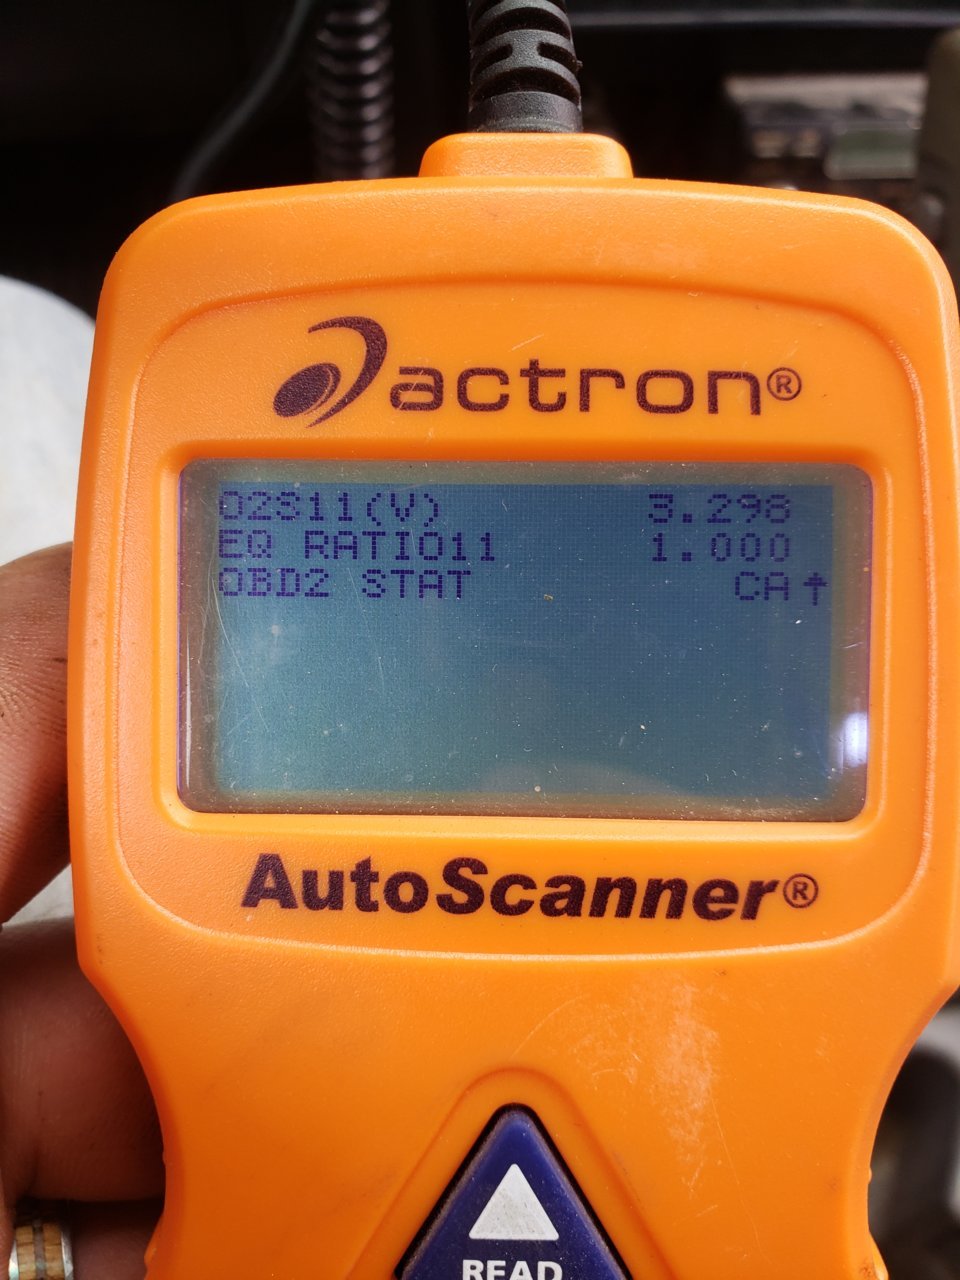 actron®
O2S11(V) 3.298
EQ RATIO11 1.000
OBD2 STAT CA↑
AutoScanner®
READ